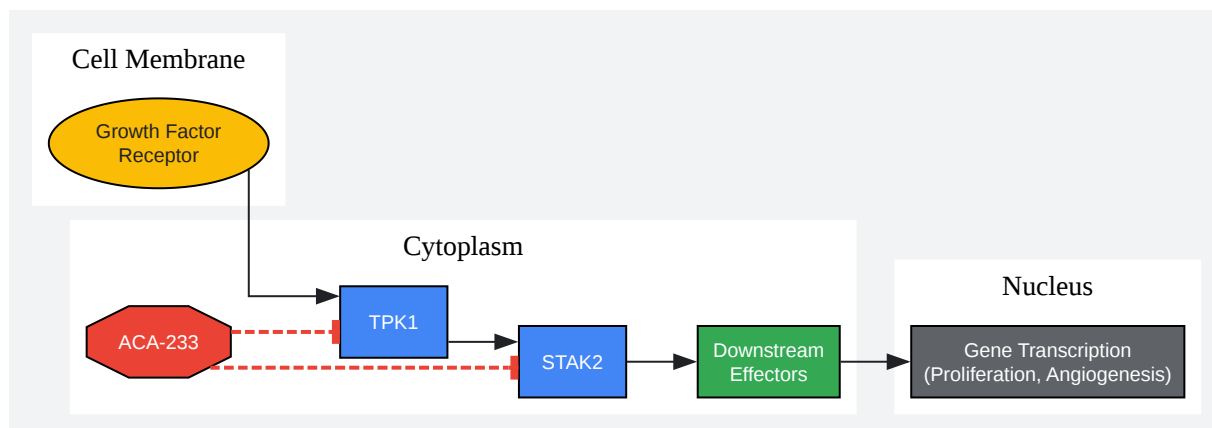 Cell Membrane
Growth Factor
Receptor
Cytoplasm
TPK1
ACA-233
STAK2
Downstream
Effectors
Nucleus
Gene Transcription
(Proliferation, Angiogenesis)